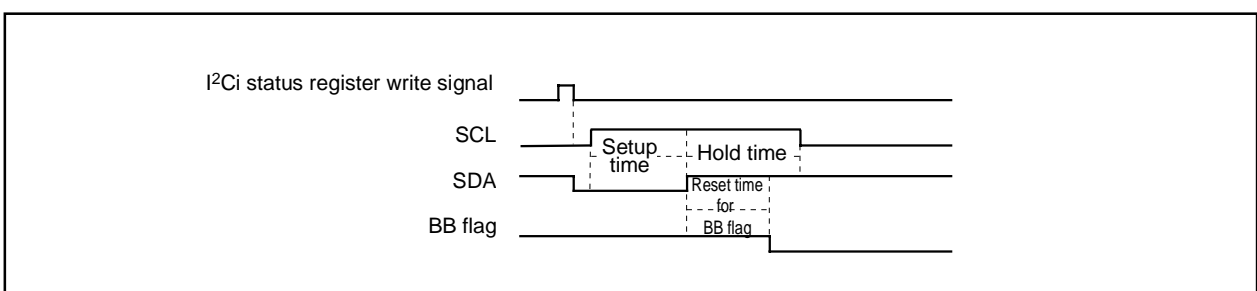 I²Ci status register write signal
SCL
Setup
time
Hold time
SDA
Reset time
for
BB flag
BB flag